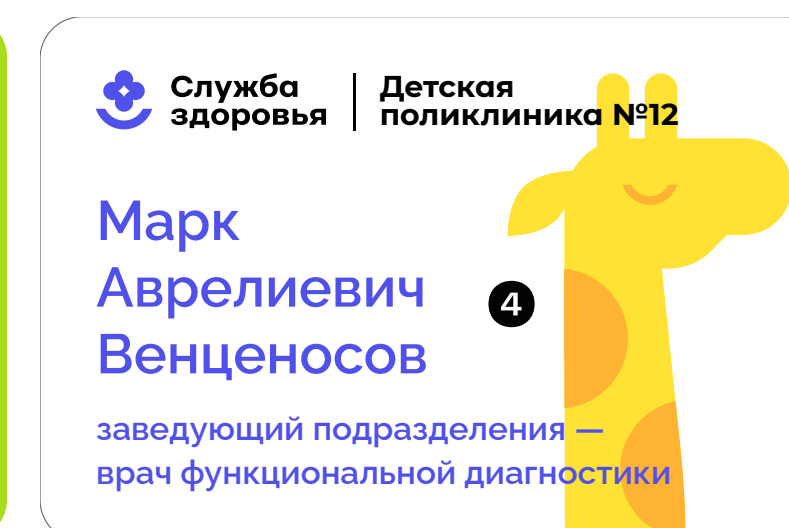 Служба
здоровья
Детская
поликлиника №12
Марк
Аврелиевич
Венценосов
4
заведующий подразделения —
врач функциональной диагностики